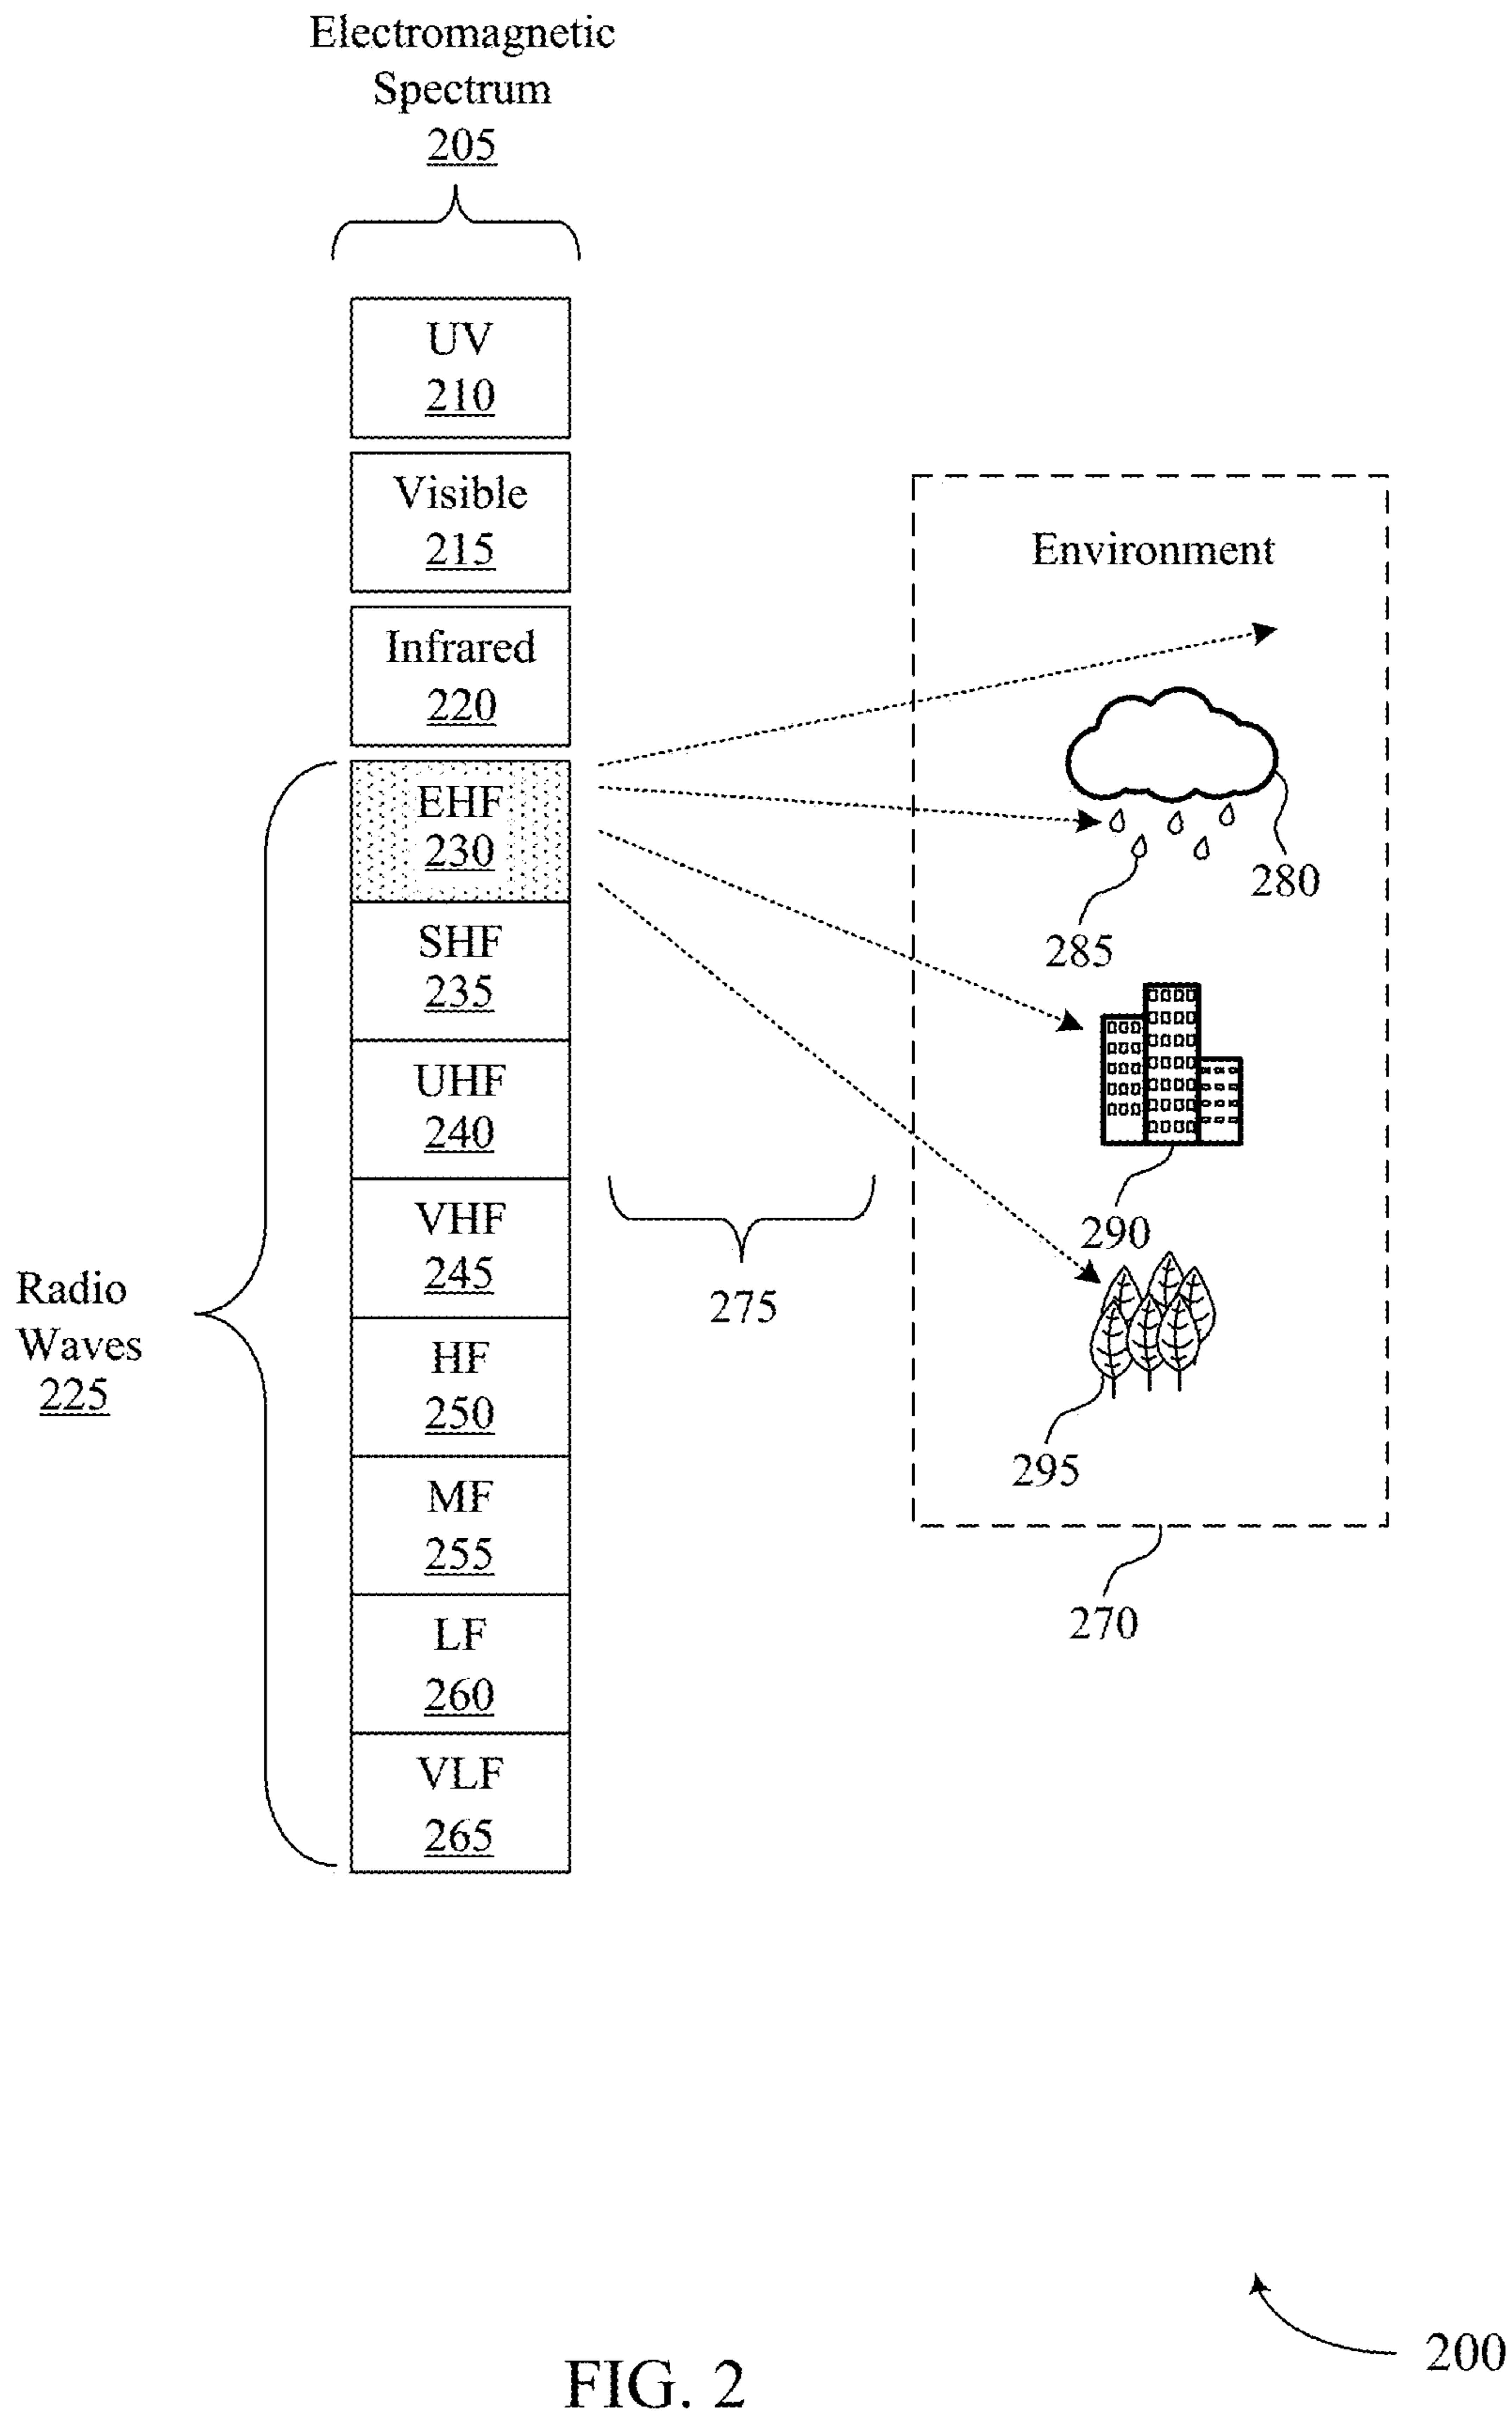 Electromagnetic
Spectrum
205
UV
210
Visible
215
Infrared
220
Radio
Waves
225
EHF
230
SHF
235
UHF
240
VHF
245
HF
250
MF
255
LF
260
VLF
265
275
Environment
280
285
290
295
270
200
FIG. 2